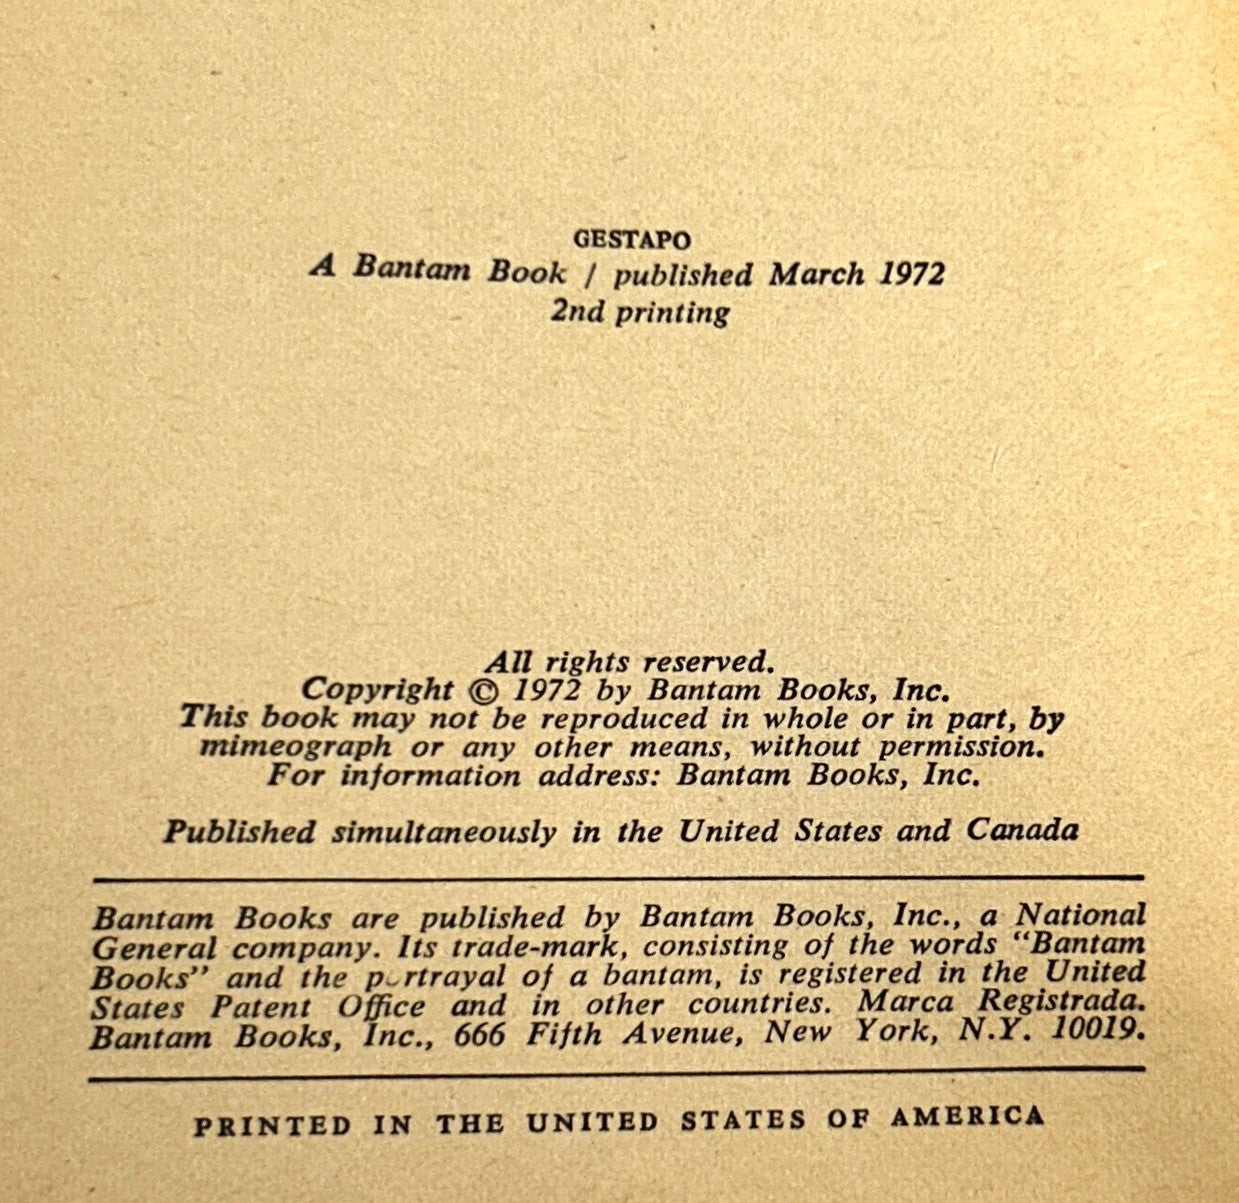 GESTAPO
A Bantam Book / published March 1972
2nd printing
All rights reserved.
Copyright © 1972 by Bantam Books, Inc.
This book may not be reproduced in whole or in part, by
mimeograph or any other means, without permission.
For information address: Bantam Books, Inc.
Published simultaneously in the United States and Canada
Bantam Books are published by Bantam Books, Inc., a National
General company. Its trade-mark, consisting of the words “Bantam
Books” and the portrayal of a bantam, is registered in the United
States Patent Office and in other countries. Marca Registrada.
Bantam Books, Inc., 666 Fifth Avenue, New York, N.Y. 10019.
PRINTED IN THE UNITED STATES OF AMERICA